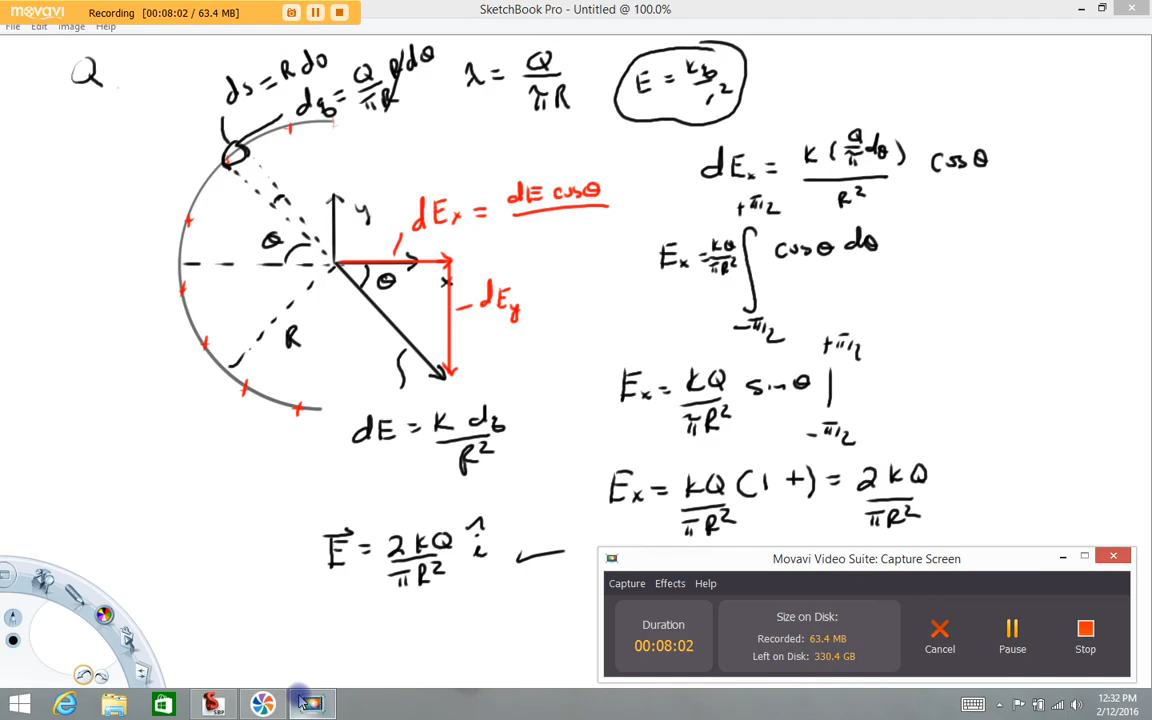 movavi
Recording [00:08:02 / 63.4 MB]
SketchBook Pro - Untitled @ 100.0%
File Edit Image Help
Q
ds = R dθ
dq = Q/πR R dθ
λ = Q/πR
E = kq/r²
dEx = k(Q/π dθ)/R² cosθ
dEx = dE cosθ
y
x
θ
θ
R
dEy
Ex = kQ/πR² ∫ cosθ dθ
+π/2
-π/2
Ex = kQ/πR² sinθ |
+π/2
-π/2
dE = k dq/R²
Ex = kQ/πR² (1 +) = 2kQ/πR²
E⃗ = 2kQ/πR² î
Movavi Video Suite: Capture Screen
Capture Effects Help
Duration
00:08:02
Size on Disk:
Recorded: 63.4 MB
Left on Disk: 330.4 GB
Cancel
Pause
Stop
SBP
12:32 PM
2/12/2016